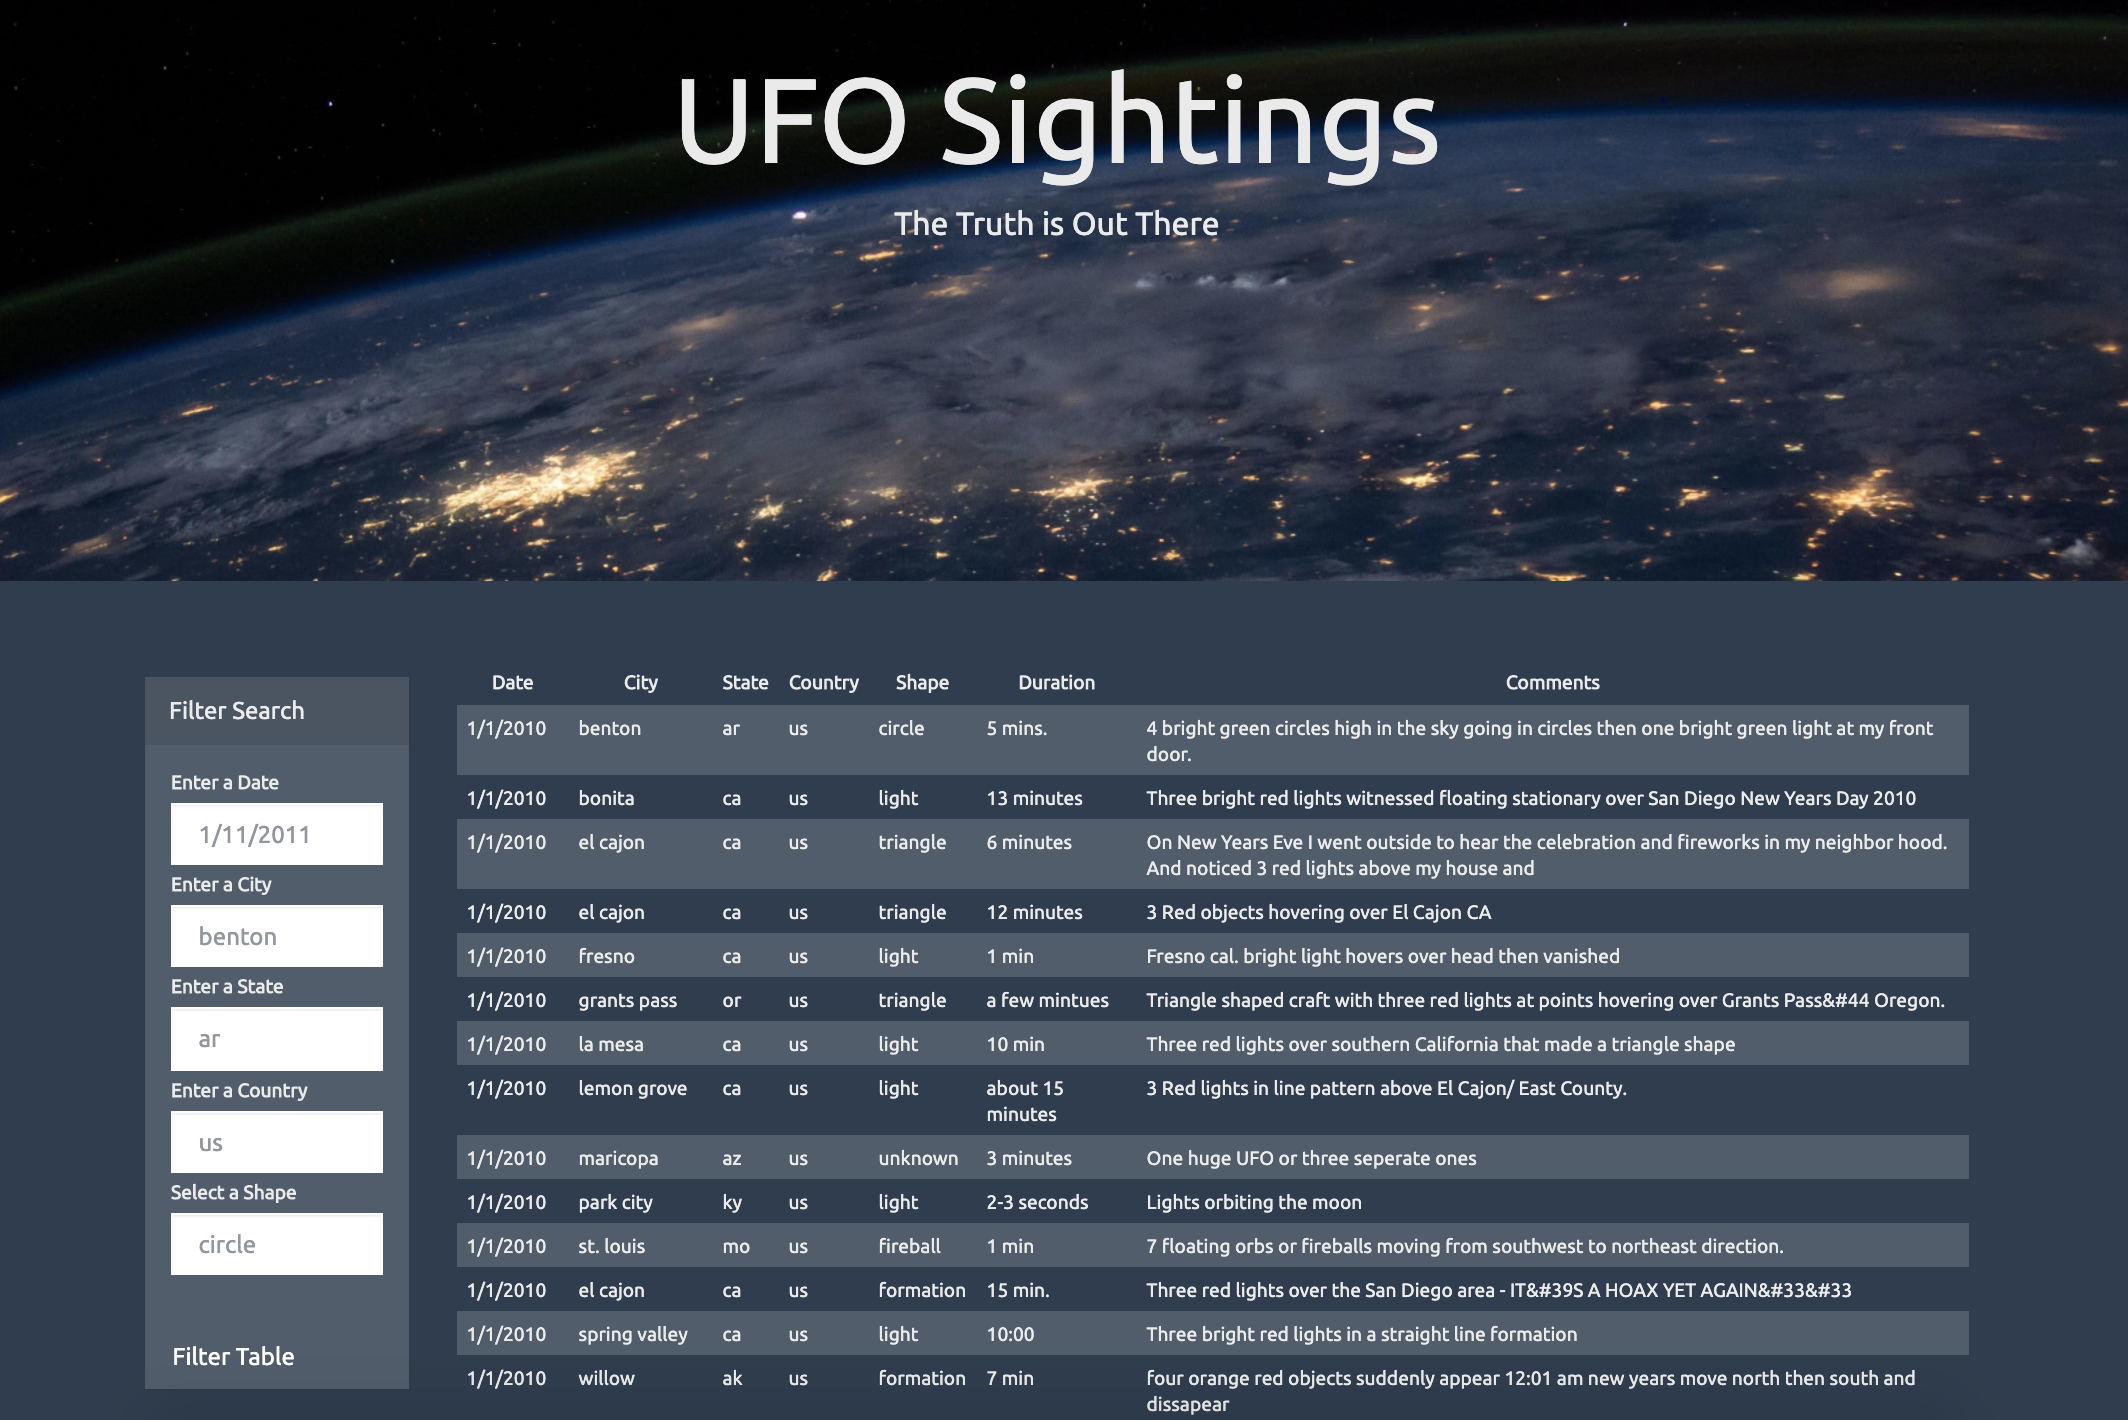 UFO Sightings
The Truth is Out There
Filter Search
Enter a Date
1/11/2011
Enter a City
benton
Enter a State
ar
Enter a Country
us
Select a Shape
circle
Filter Table
Date City State Country Shape Duration Comments
1/1/2010 benton ar us circle 5 mins. 4 bright green circles high in the sky going in circles then one bright green light at my front
door.
1/1/2010 bonita ca us light 13 minutes Three bright red lights witnessed floating stationary over San Diego New Years Day 2010
1/1/2010 el cajon ca us triangle 6 minutes On New Years Eve I went outside to hear the celebration and fireworks in my neighbor hood.
And noticed 3 red lights above my house and
1/1/2010 el cajon ca us triangle 12 minutes 3 Red objects hovering over El Cajon CA
1/1/2010 fresno ca us light 1 min Fresno cal. bright light hovers over head then vanished
1/1/2010 grants pass or us triangle a few mintues Triangle shaped craft with three red lights at points hovering over Grants Pass&#44 Oregon.
1/1/2010 la mesa ca us light 10 min Three red lights over southern California that made a triangle shape
1/1/2010 lemon grove ca us light about 15 3 Red lights in line pattern above El Cajon/ East County.
minutes
1/1/2010 maricopa az us unknown 3 minutes One huge UFO or three seperate ones
1/1/2010 park city ky us light 2-3 seconds Lights orbiting the moon
1/1/2010 st. louis mo us fireball 1 min 7 floating orbs or fireballs moving from southwest to northeast direction.
1/1/2010 el cajon ca us formation 15 min. Three red lights over the San Diego area - IT&#39S A HOAX YET AGAIN&#33&#33
1/1/2010 spring valley ca us light 10:00 Three bright red lights in a straight line formation
1/1/2010 willow ak us formation 7 min four orange red objects suddenly appear 12:01 am new years move north then south and
dissapear